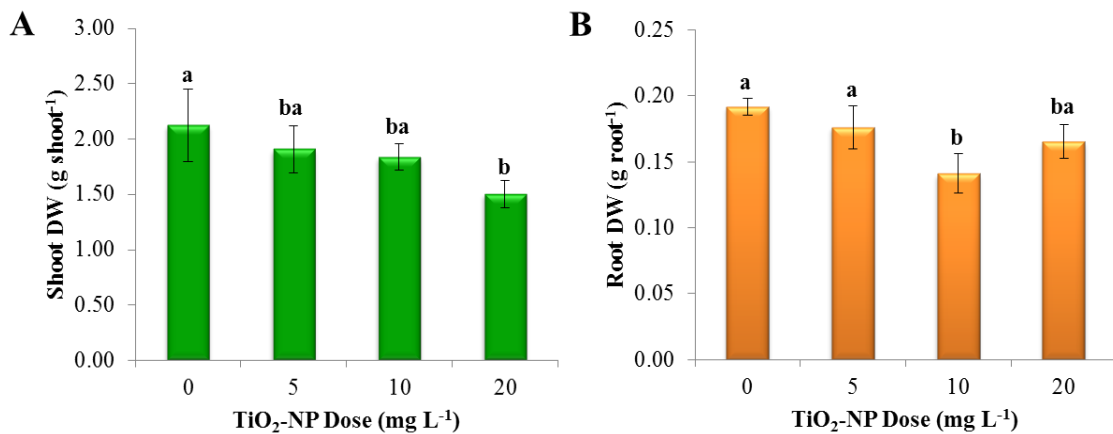 A
Shoot DW (g shoot⁻¹)
3.00
2.50
2.00
1.50
1.00
0.50
0.00
a
ba
ba
b
0 5 10 20
TiO₂-NP Dose (mg L⁻¹)
B
Root DW (g root⁻¹)
0.25
0.20
0.15
0.10
0.05
0.00
a
a
b
ba
0 5 10 20
TiO₂-NP Dose (mg L⁻¹)